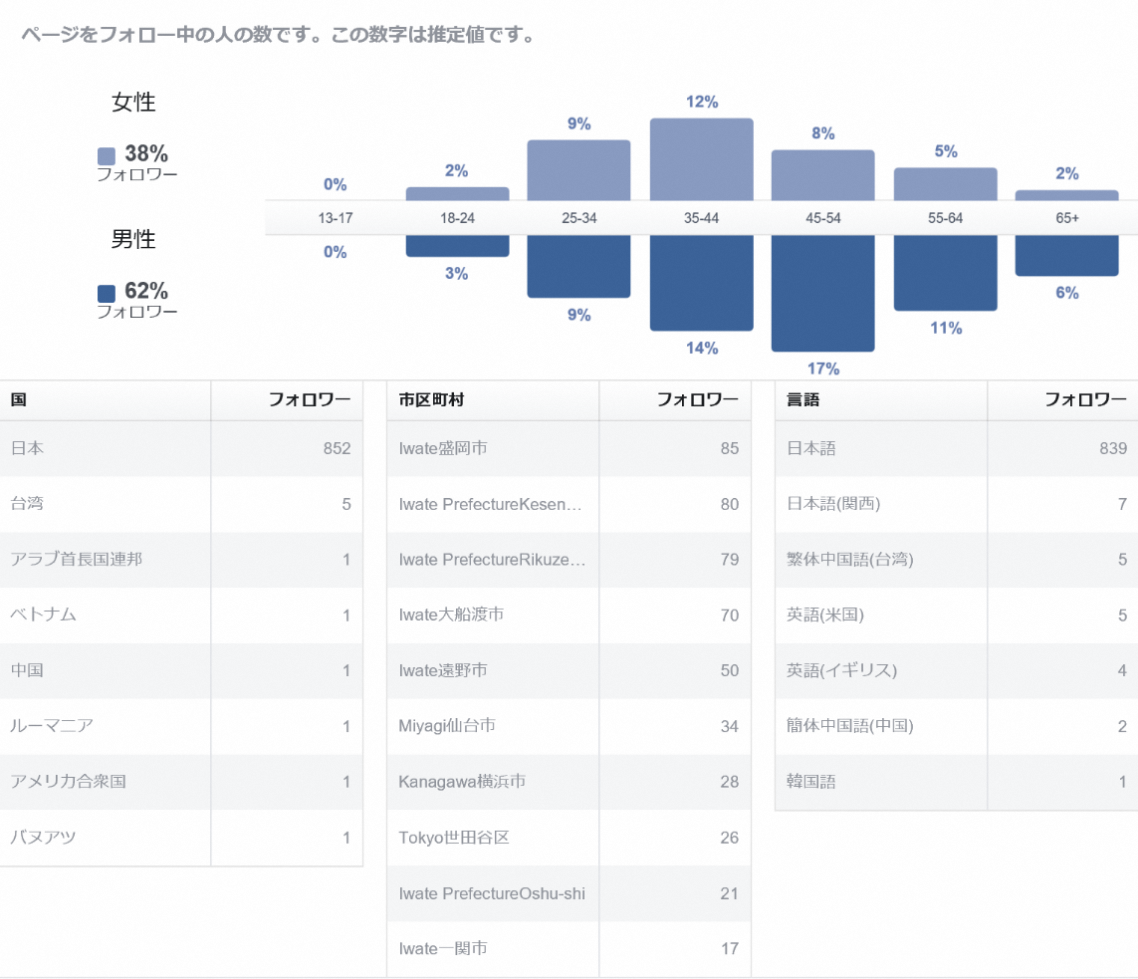 ページをフォロー中の人の数です。この数字は推定値です。
女性
38%
フォロワー
男性
62%
フォロワー
0% 2% 9% 12% 8% 5% 2%
13-17 18-24 25-34 35-44 45-54 55-64 65+
0% 3% 9% 14% 17% 11% 6%
国 フォロワー
日本 852
台湾 5
アラブ首長国連邦 1
ベトナム 1
中国 1
ルーマニア 1
アメリカ合衆国 1
バヌアツ 1
市区町村 フォロワー
Iwate盛岡市 85
Iwate PrefectureKesen... 80
Iwate PrefectureRikuze... 79
Iwate大船渡市 70
Iwate遠野市 50
Miyagi仙台市 34
Kanagawa横浜市 28
Tokyo世田谷区 26
Iwate PrefectureOshu-shi 21
Iwate一関市 17
言語 フォロワー
日本語 839
日本語(関西) 7
繁体中国語(台湾) 5
英語(米国) 5
英語(イギリス) 4
簡体中国語(中国) 2
韓国語 1